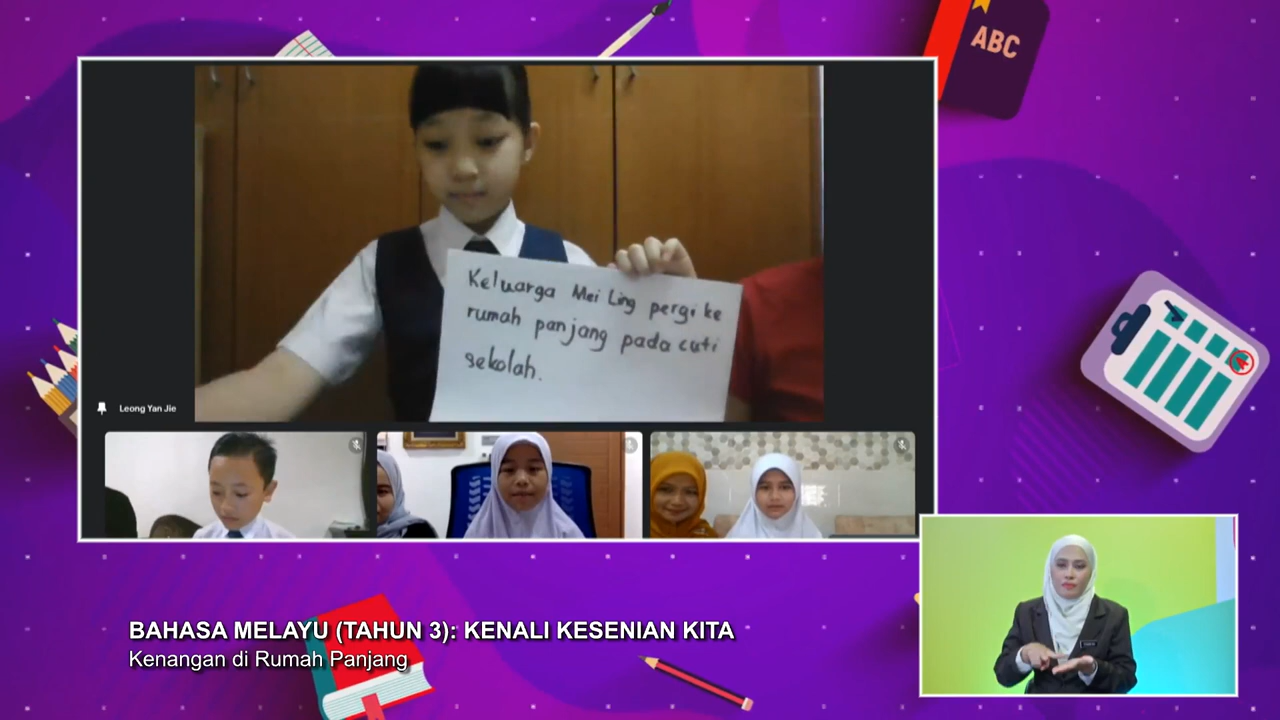 ABC
Keluarga Mei Ling pergi ke
rumah panjang pada cuti
sekolah.
Leong Yan Jie
BAHASA MELAYU (TAHUN 3): KENALI KESENIAN KITA
Kenangan di Rumah Panjang